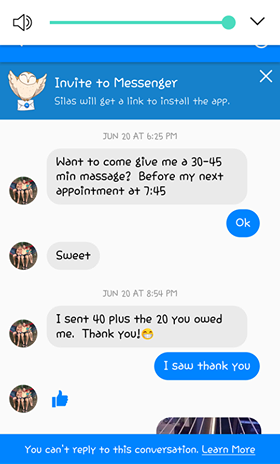 Invite to Messenger
Silas will get a link to install the app.
JUN 20 AT 6:25 PM
Want to come give me a 30-45
min massage? Before my next
appointment at 7:45
Ok
Sweet
JUN 20 AT 8:54 PM
I sent 40 plus the 20 you owed
me. Thank you!😁
I saw thank you
You can't reply to this conversation. Learn More